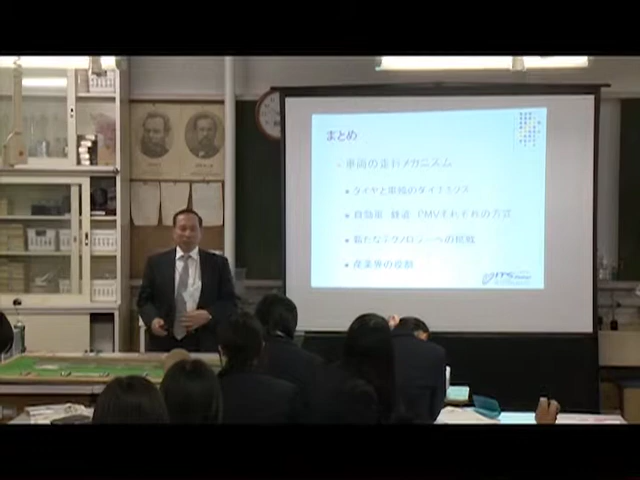 まとめ
車両の走行メカニズム
タイヤと車両のダイナミクス
自動車 鉄道 PMVそれぞれの方式
新たなテクノロジーへの挑戦
産業界の役割
ITS